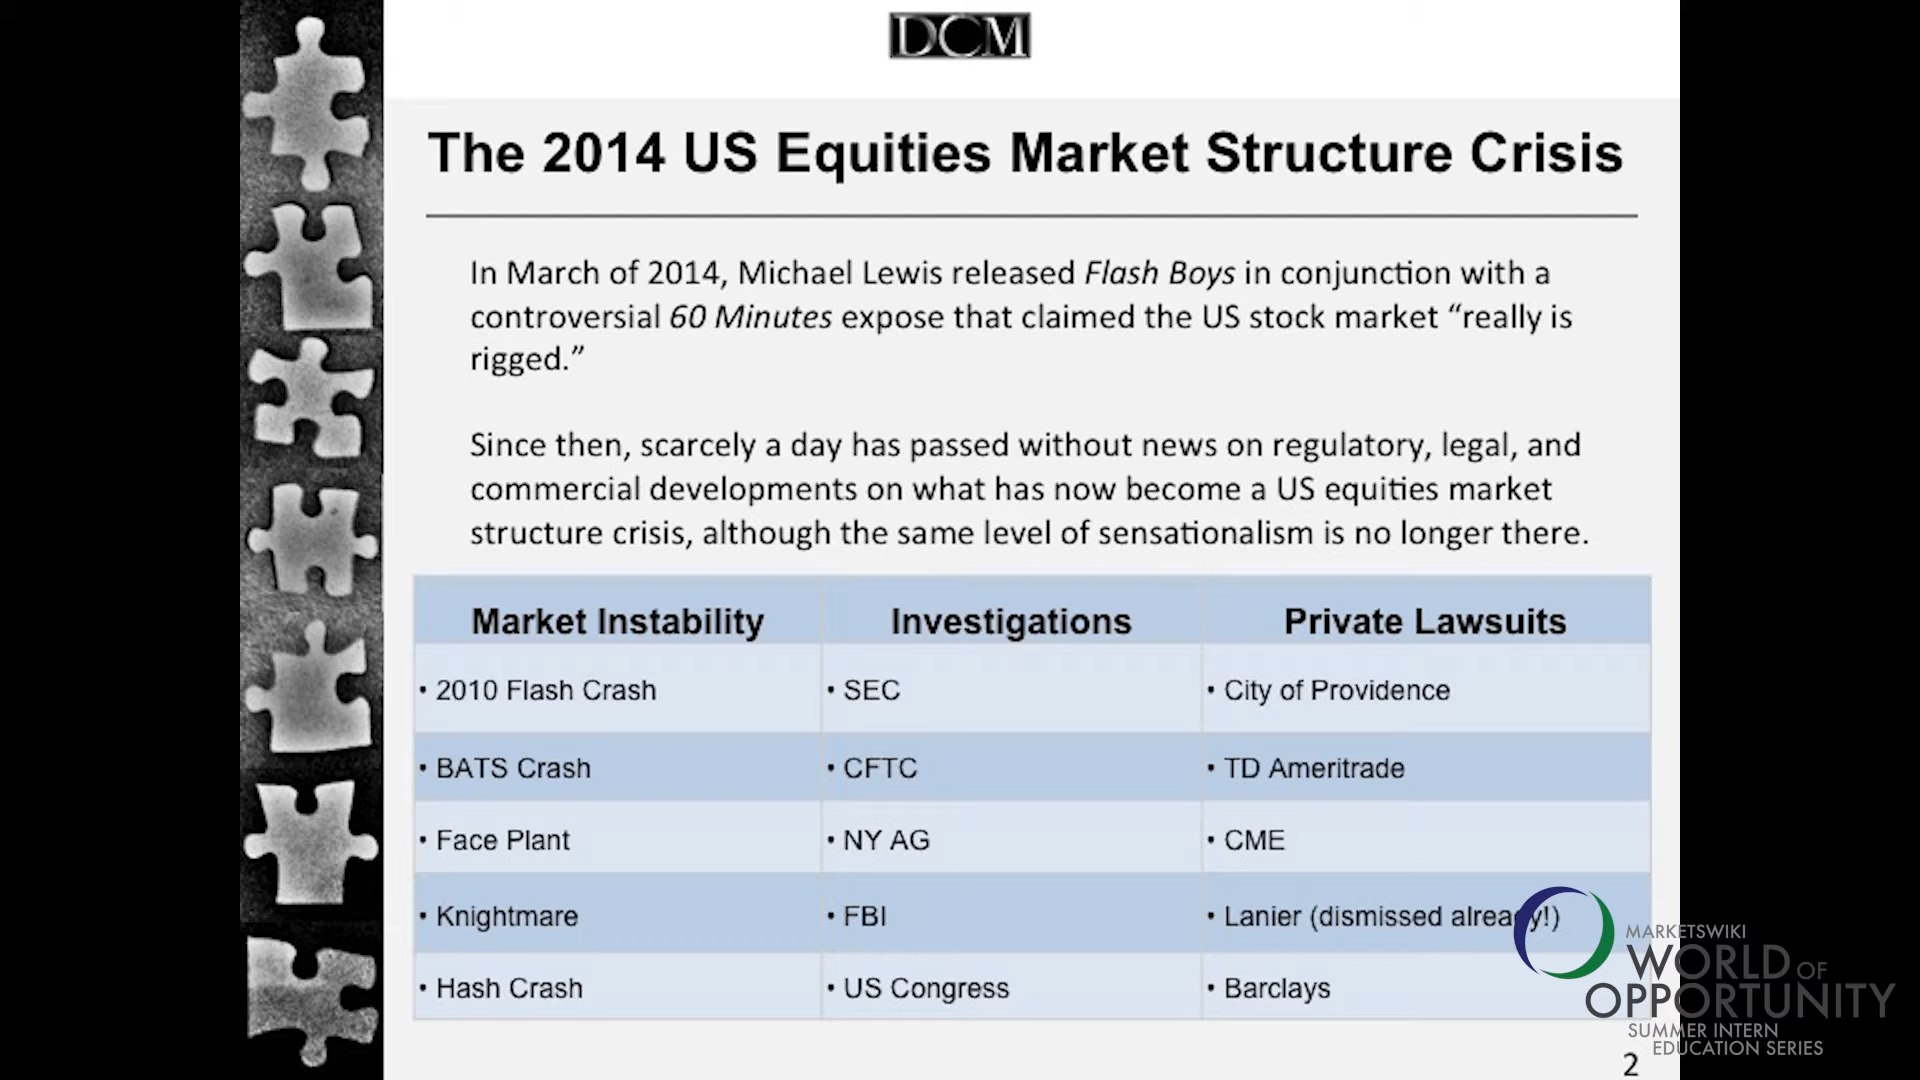 DCM
The 2014 US Equities Market Structure Crisis
In March of 2014, Michael Lewis released Flash Boys in conjunction with a
controversial 60 Minutes expose that claimed the US stock market “really is
rigged.”
Since then, scarcely a day has passed without news on regulatory, legal, and
commercial developments on what has now become a US equities market
structure crisis, although the same level of sensationalism is no longer there.
Market Instability Investigations Private Lawsuits
• 2010 Flash Crash • SEC • City of Providence
• BATS Crash • CFTC • TD Ameritrade
• Face Plant • NY AG • CME
• Knightmare • FBI • Lanier (dismissed already!)
• Hash Crash • US Congress • Barclays
MARKETSWIKI
WORLD OF
OPPORTUNITY
SUMMER INTERN
EDUCATION SERIES
2